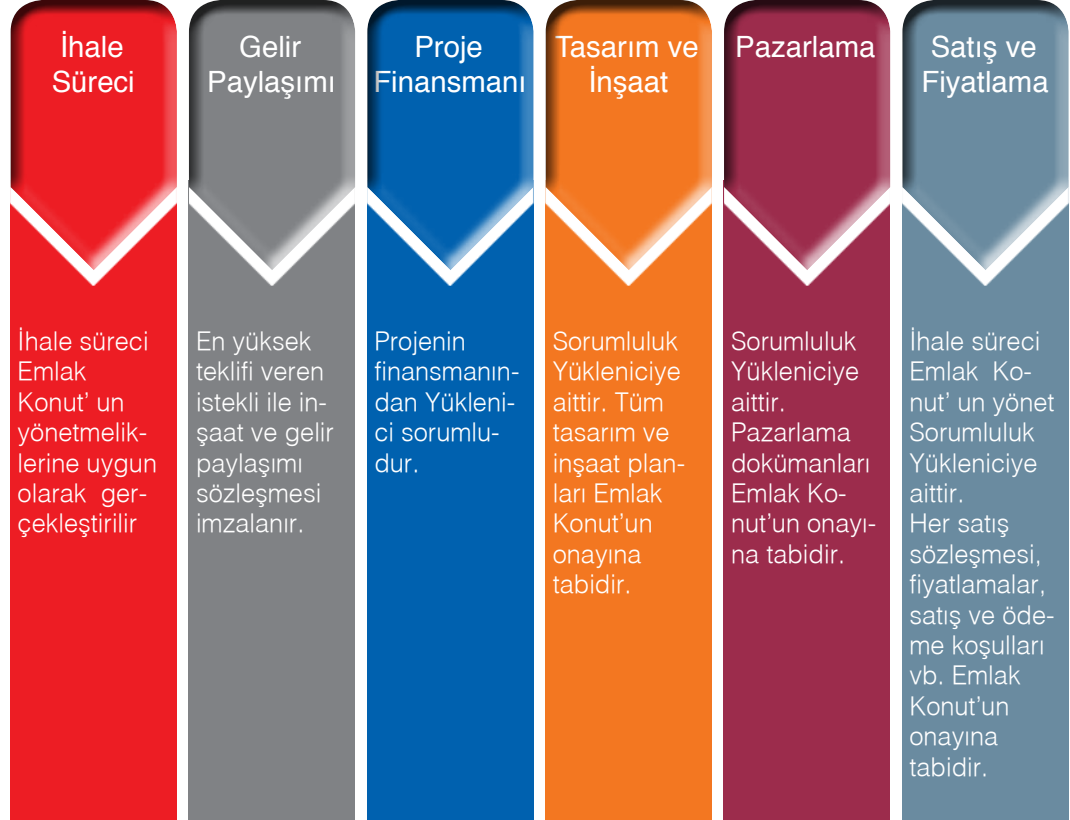 İhale
Süreci
İhale süreci
Emlak
Konut’ un
yönetmelik-
lerine uygun
olarak ger-
çekleştirilir
Gelir
Paylaşımı
En yüksek
teklifi veren
istekli ile in-
şaat ve gelir
paylaşımı
sözleşmesi
imzalanır.
Proje
Finansmanı
Projenin
finansmanın-
dan Yükleni-
ci sorumlu-
dur.
Tasarım ve
İnşaat
Sorumluluk
Yükleniciye
aittir. Tüm
tasarım ve
inşaat plan-
ları Emlak
Konut’un
onayına
tabidir.
Pazarlama
Sorumluluk
Yükleniciye
aittir.
Pazarlama
dokümanları
Emlak Ko-
nut’un onayı-
na tabidir.
Satış ve
Fiyatlama
İhale süreci
Emlak Ko-
nut’ un yönet
Sorumluluk
Yükleniciye
aittir.
Her satış
sözleşmesi,
fiyatlamalar,
satış ve öde-
me koşulları
vb. Emlak
Konut’un
onayına
tabidir.